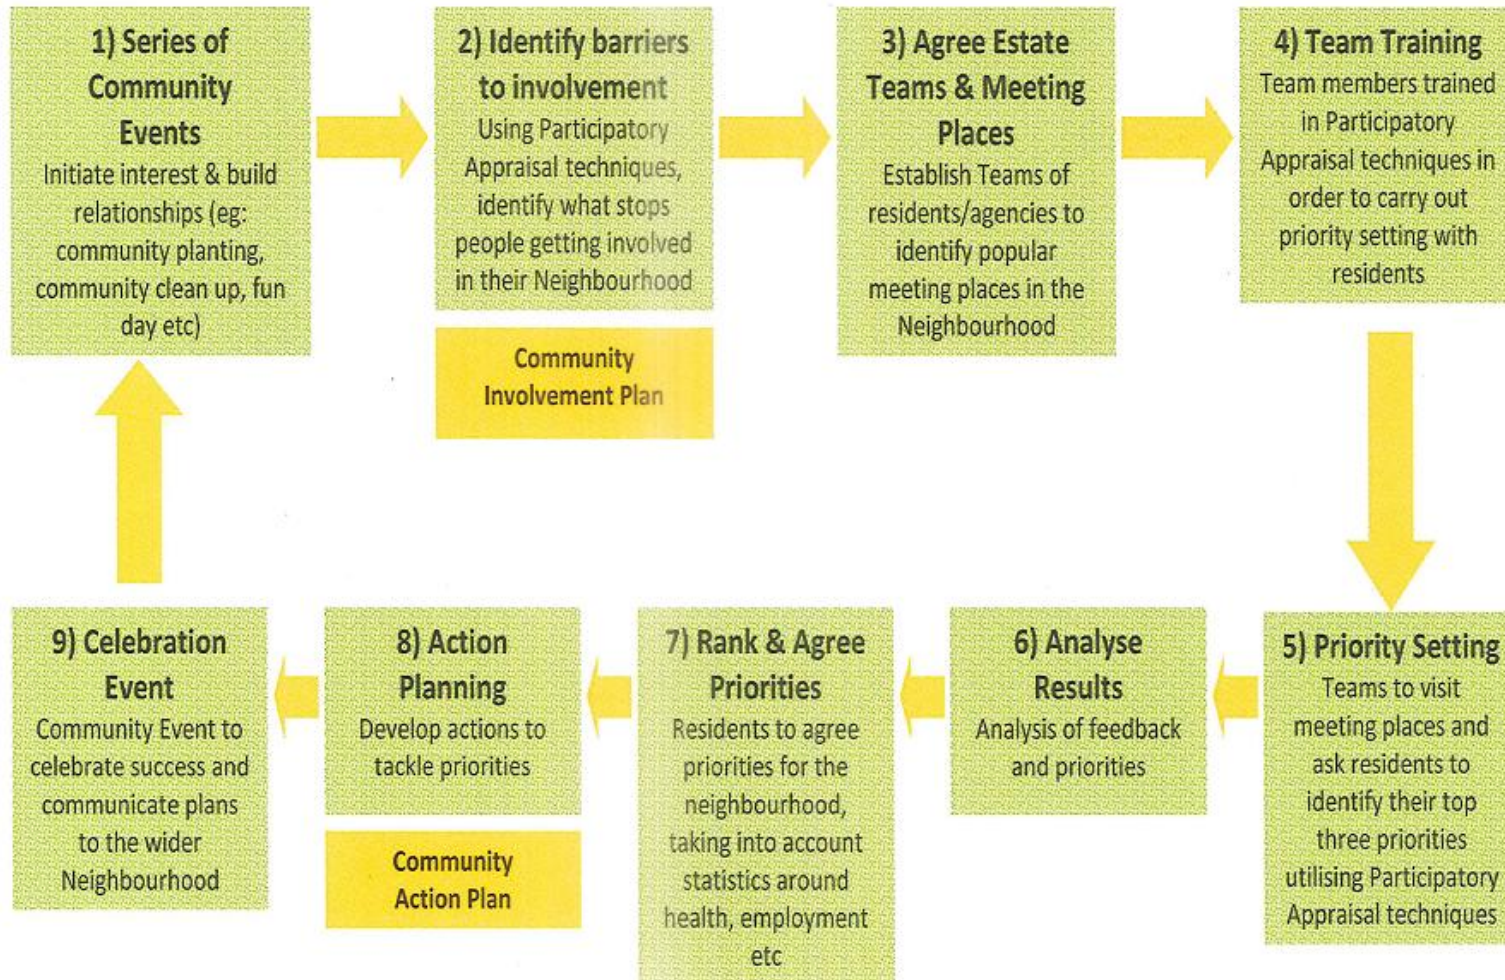 1) Series of
Community
Events
Initiate interest & build
relationships (eg:
community planting,
community clean up, fun
day etc)
2) Identify barriers
to involvement
Using Participatory
Appraisal techniques,
identify what stops
people getting involved
in their Neighbourhood
Community
Involvement Plan
3) Agree Estate
Teams & Meeting
Places
Establish Teams of
residents/agencies to
identify popular
meeting places in the
Neighbourhood
4) Team Training
Team members trained
in Participatory
Appraisal techniques in
order to carry out
priority setting with
residents
5) Priority Setting
Teams to visit
meeting places and
ask residents to
identify their top
three priorities
utilising Participatory
Appraisal techniques
6) Analyse
Results
Analysis of feedback
and priorities
7) Rank & Agree
Priorities
Residents to agree
priorities for the
neighbourhood,
taking into account
statistics around
health, employment
etc
8) Action
Planning
Develop actions to
tackle priorities
Community
Action Plan
9) Celebration
Event
Community Event to
celebrate success and
communicate plans
to the wider
Neighbourhood